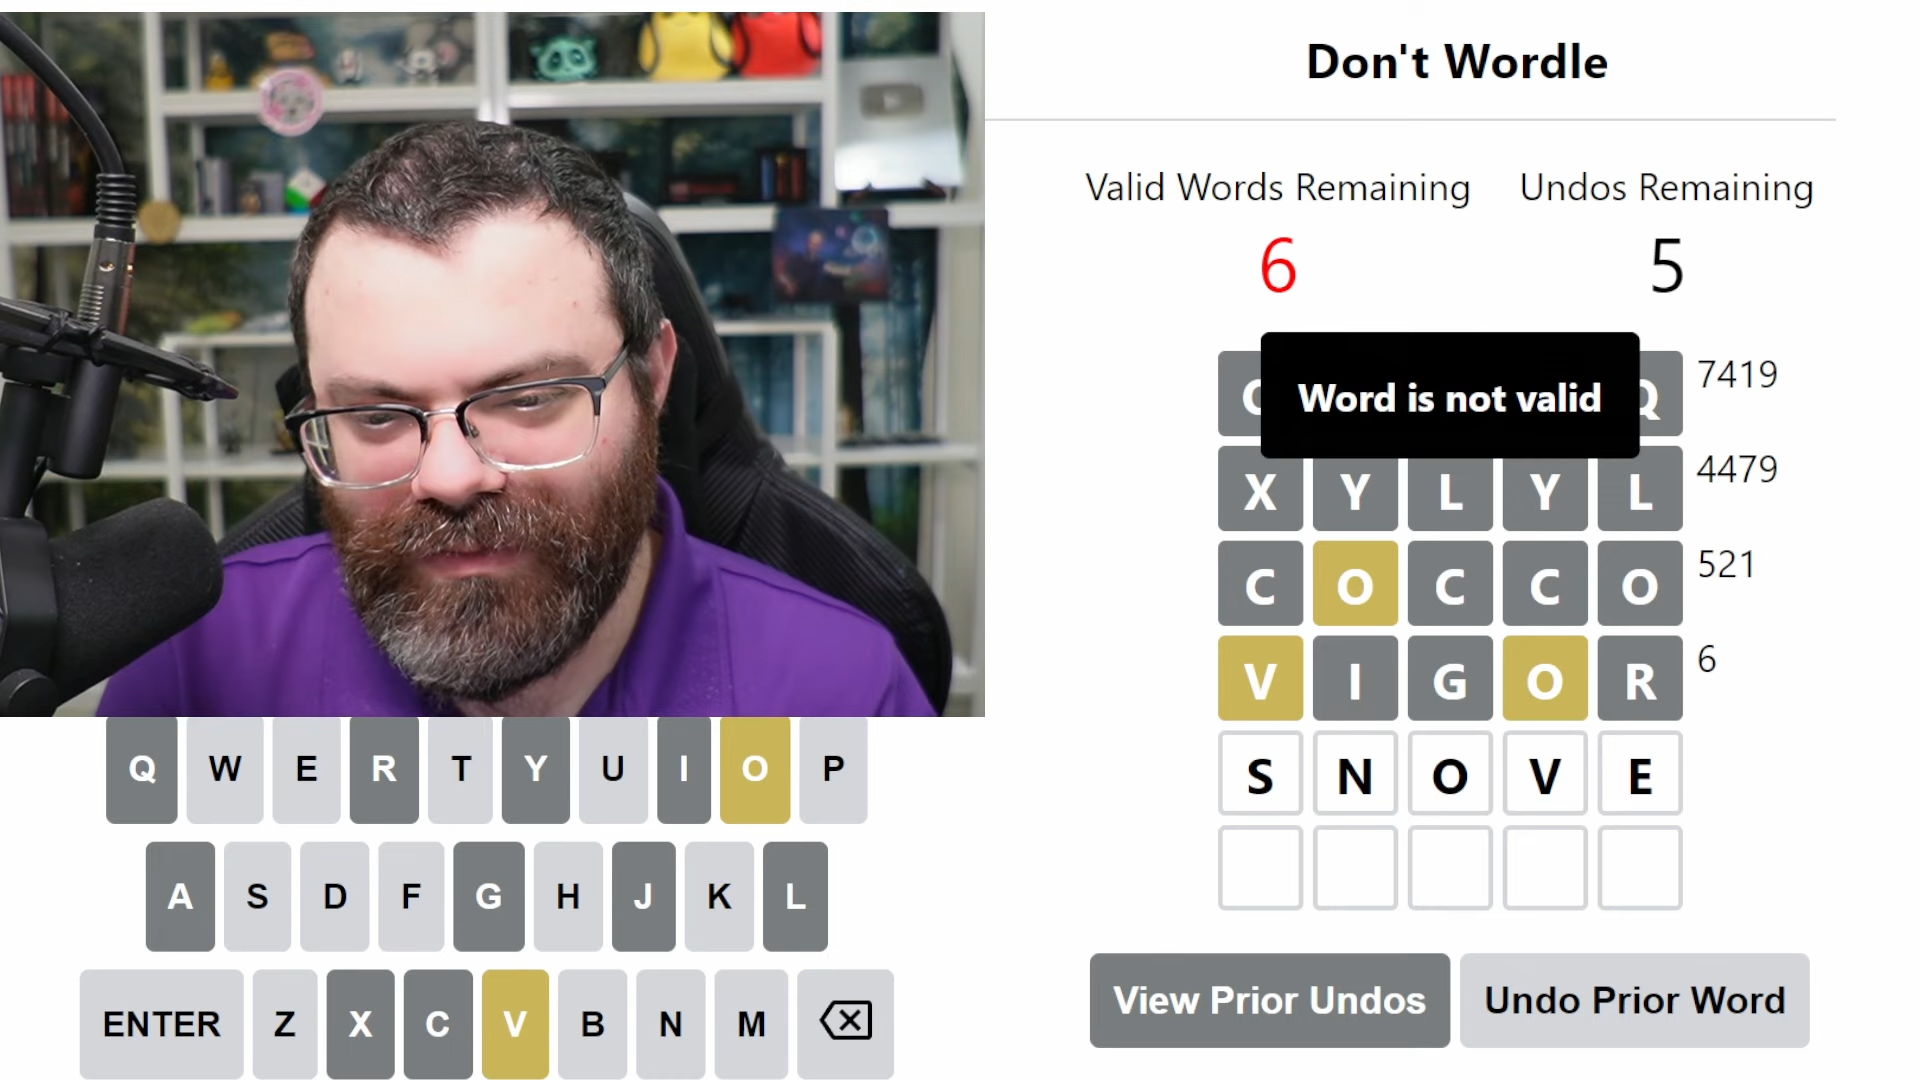 Don't Wordle
Valid Words Remaining Undos Remaining
6 5
Word is not valid
Q 7419
X Y L Y L 4479
C O C C O 521
V I G O R 6
S N O V E
View Prior Undos Undo Prior Word
Q W E R T Y U I O P
A S D F G H J K L
ENTER Z X C V B N M